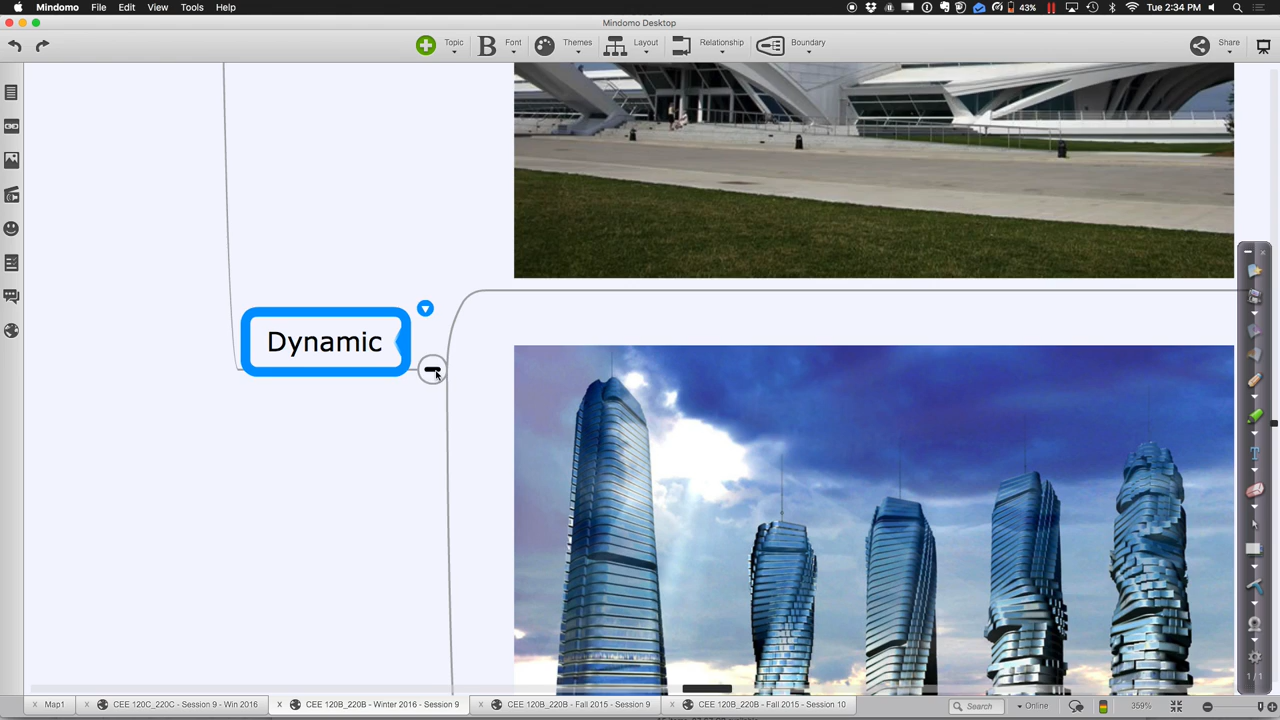 Mindomo File Edit View Tools Help 43% Tue 2:34 PM
Mindomo Desktop
Topic Font Themes Layout Relationship Boundary Share
Dynamic
1 / 1
Map1 CEE 120C_220C - Session 9 - Win 2016 CEE 120B_220B - Winter 2016 - Session 9 CEE 120B_220B - Fall 2015 - Session 9 CEE 120B_220B - Fall 2015 - Session 10 Search Online 359%